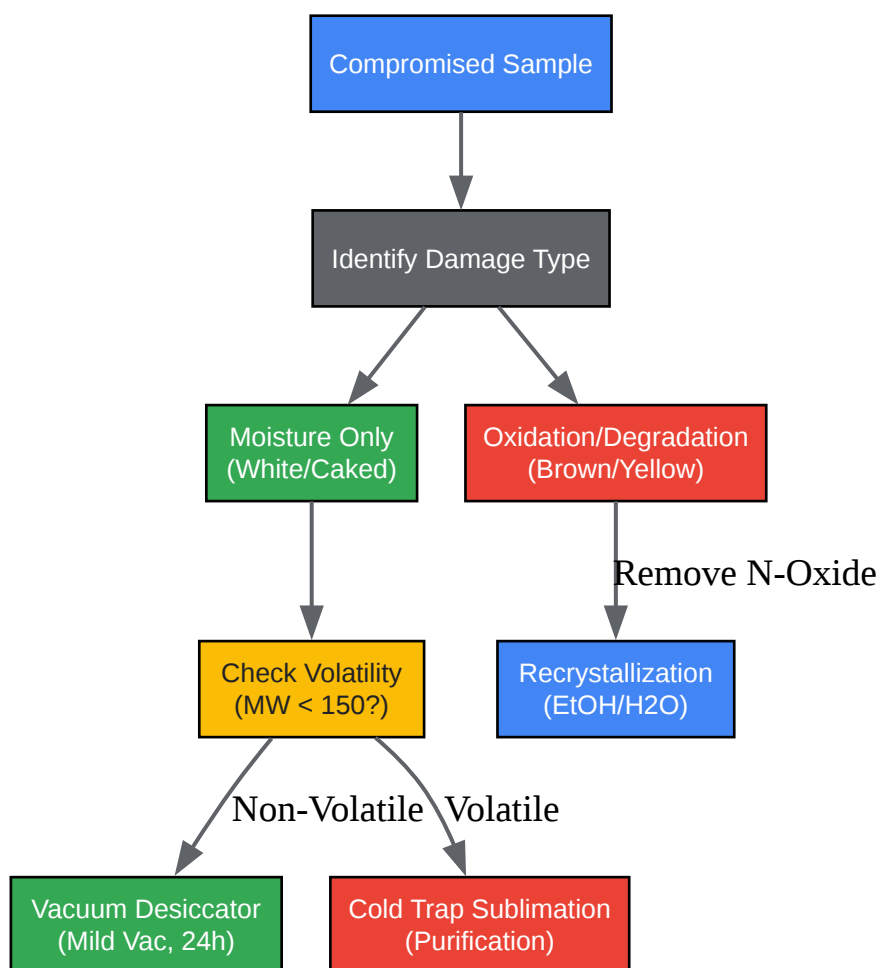 Compromised Sample
Identify Damage Type
Moisture Only
(White/Caked)
Oxidation/Degradation
(Brown/Yellow)
Remove N-Oxide
Check Volatility
(MW < 150?)
Recrystallization
(EtOH/H2O)
Non-Volatile
Volatile
Vacuum Desiccator
(Mild Vac, 24h)
Cold Trap Sublimation
(Purification)